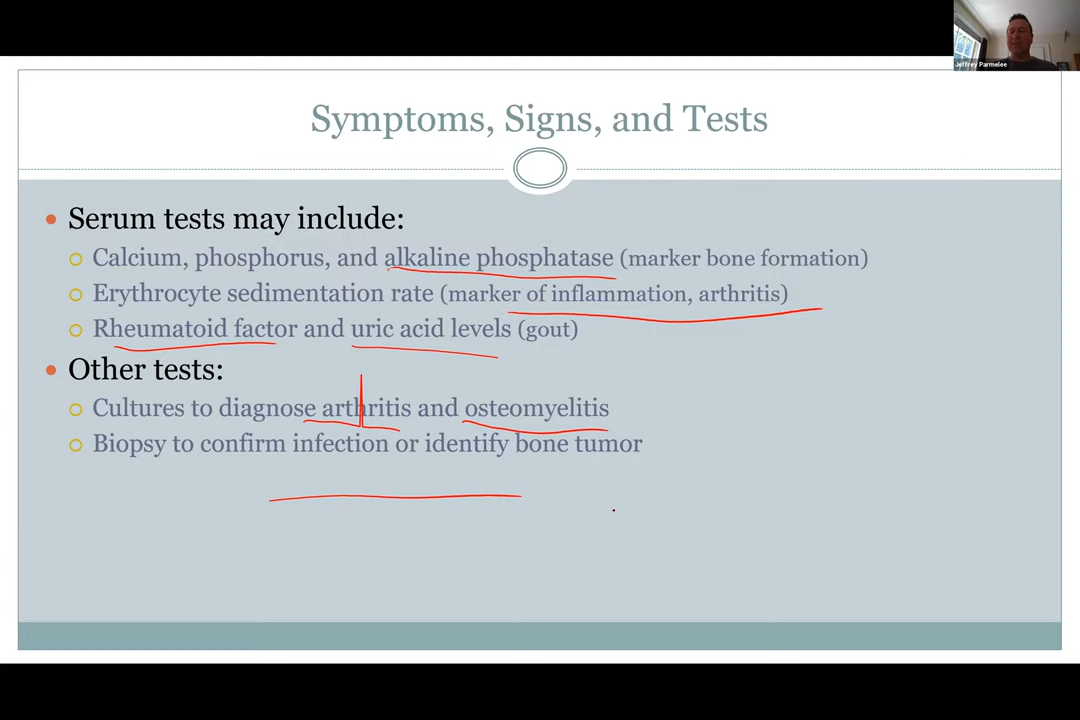 Jeffrey Parmelee
Symptoms, Signs, and Tests
Serum tests may include:
Calcium, phosphorus, and alkaline phosphatase (marker bone formation)
Erythrocyte sedimentation rate (marker of inflammation, arthritis)
Rheumatoid factor and uric acid levels (gout)
Other tests:
Cultures to diagnose arthritis and osteomyelitis
Biopsy to confirm infection or identify bone tumor